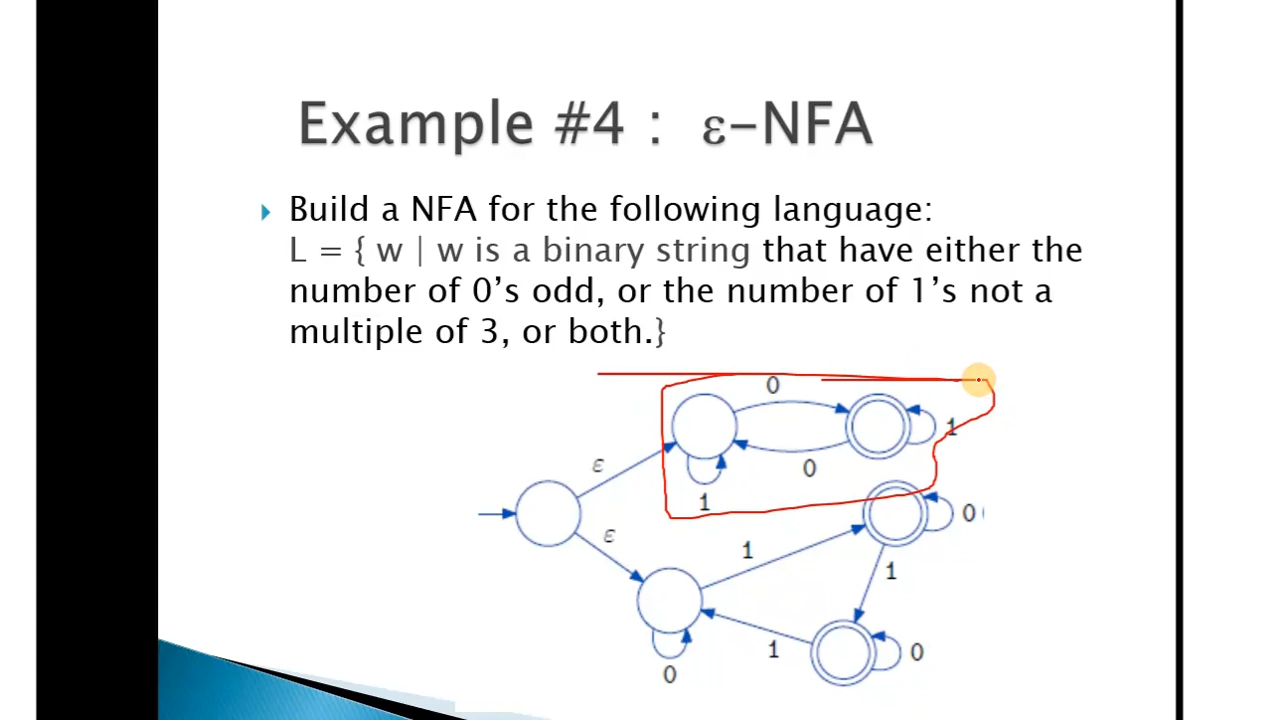 Example #4 : ε-NFA
Build a NFA for the following language:
L = { w | w is a binary string that have either the
number of 0's odd, or the number of 1's not a
multiple of 3, or both.}
0
1
ε
0
1
0
ε
1
1
1
0
0